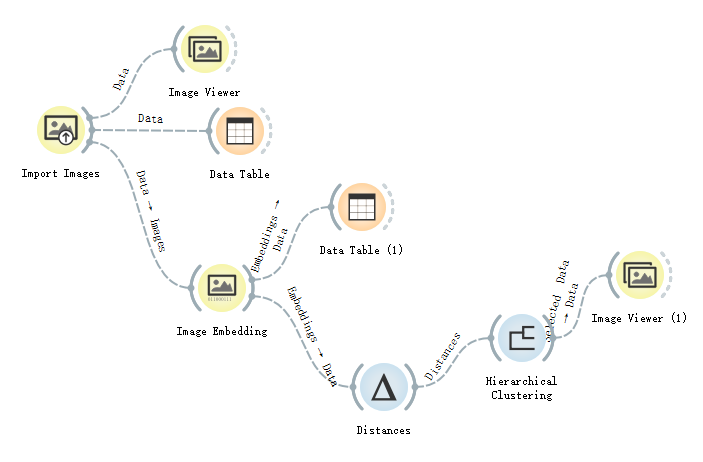 Data
Image Viewer
Data
Import Images
Data Table
Data → Images
Embeddings →
Data
Data Table (1)
011000111
Image Embedding
Embeddings → Data
Distances
Distances
Hierarchical
Clustering
Selected Data
→ Data
Image Viewer (1)